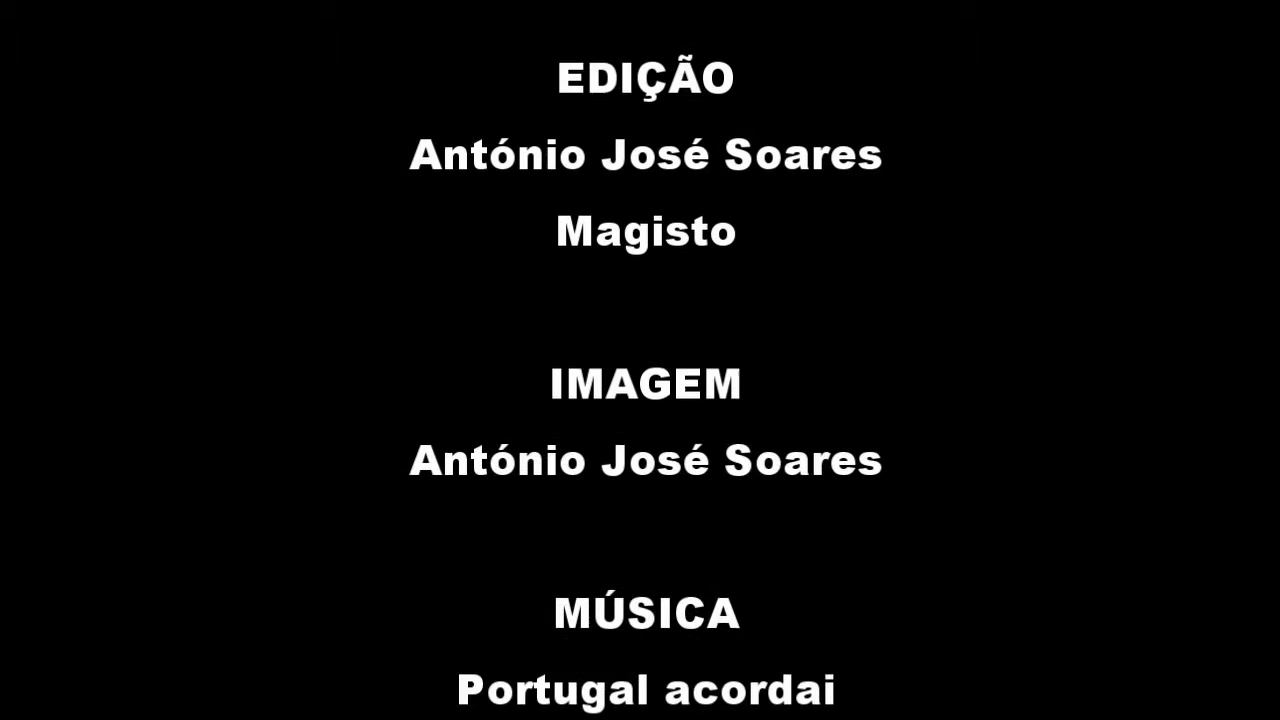 EDIÇÃO
António José Soares
Magisto
IMAGEM
António José Soares
MÚSICA
Portugal acordai